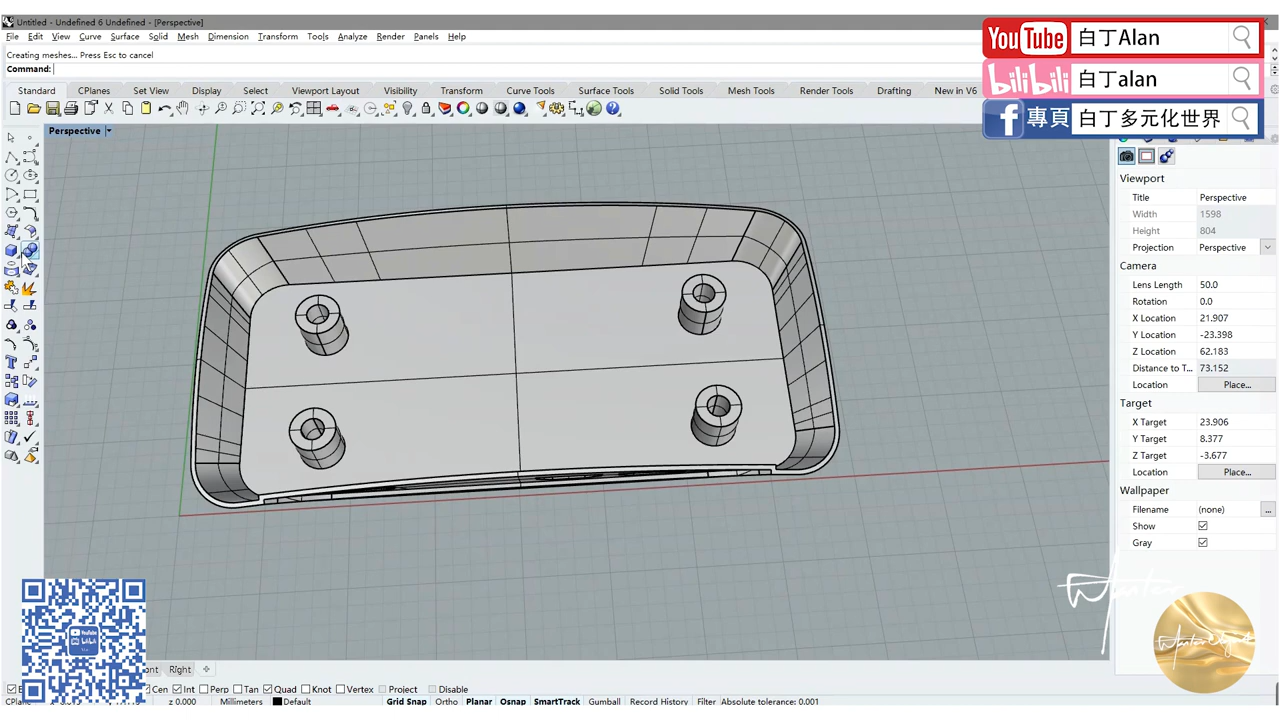 Untitled - Undefined 6 Undefined - [Perspective]
File Edit View Curve Surface Solid Mesh Dimension Transform Tools Analyze Render Panels Help
Creating meshes... Press Esc to cancel
Command:
Standard CPlanes Set View Display Select Viewport Layout Visibility Transform Curve Tools Surface Tools Solid Tools Mesh Tools Render Tools Drafting New in V6
YouTube 白丁Alan
bilibili 白丁alan
f 專頁 白丁多元化世界
Perspective
Viewport
Title Perspective
Width 1598
Height 804
Projection Perspective
Camera
Lens Length 50.0
Rotation 0.0
X Location 21.907
Y Location -23.398
Z Location 62.183
Distance to T... 73.152
Location Place...
Target
X Target 23.906
Y Target 8.377
Z Target -3.677
Location Place...
Wallpaper
Filename (none) ...
Show
Gray
Right
Cen Int Perp Tan Quad Knot Vertex Project Disable
CPlane z 0.000 Millimeters Default Grid Snap Ortho Planar Osnap SmartTrack Gumball Record History Filter Absolute tolerance: 0.001